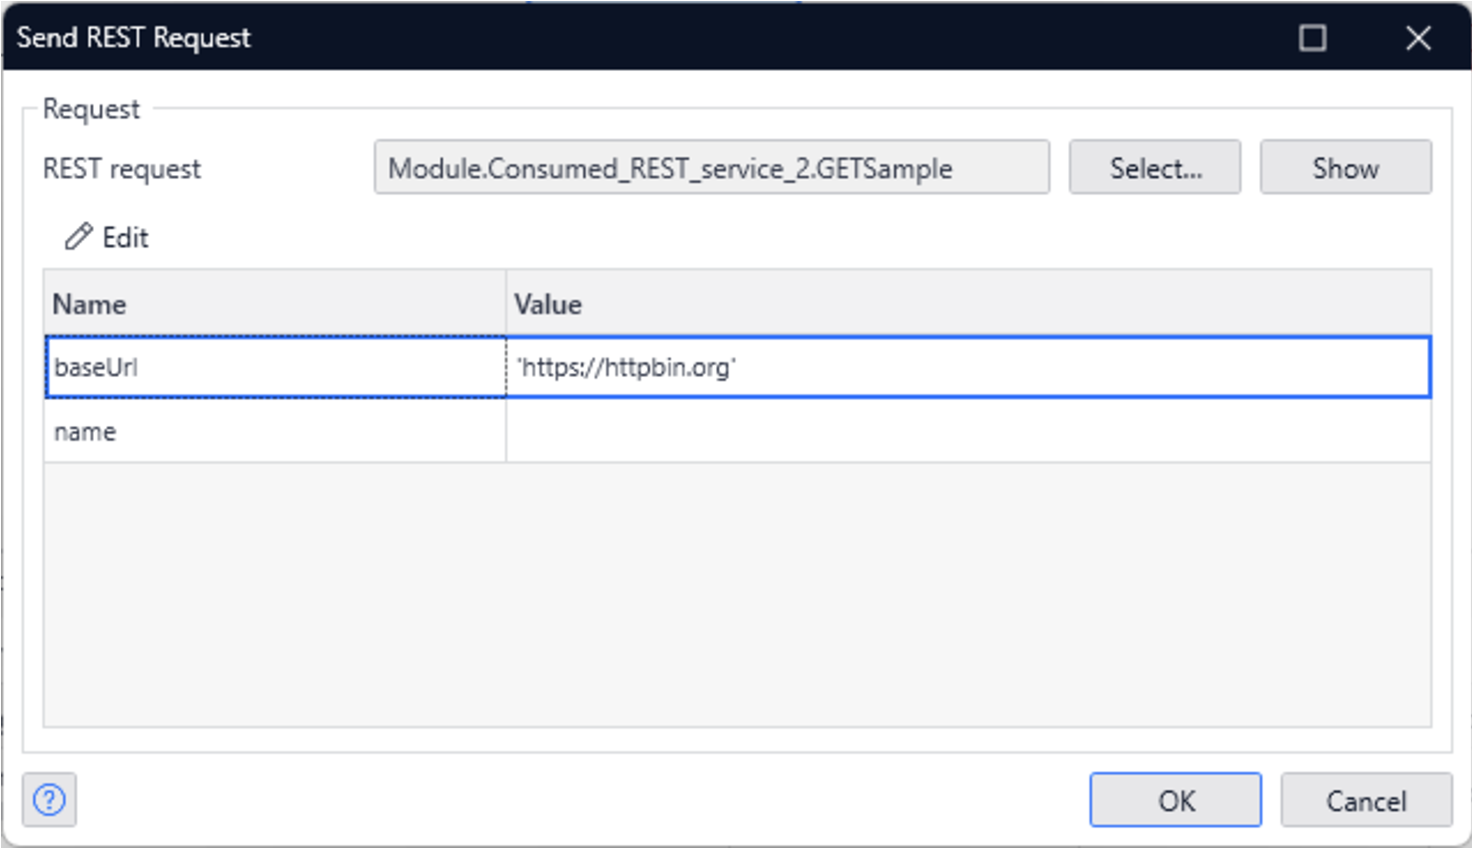 Send REST Request
Request
REST request Module.Consumed_REST_service_2.GETSample Select... Show
Edit
Name Value
baseUrl 'https://httpbin.org'
name
? OK Cancel